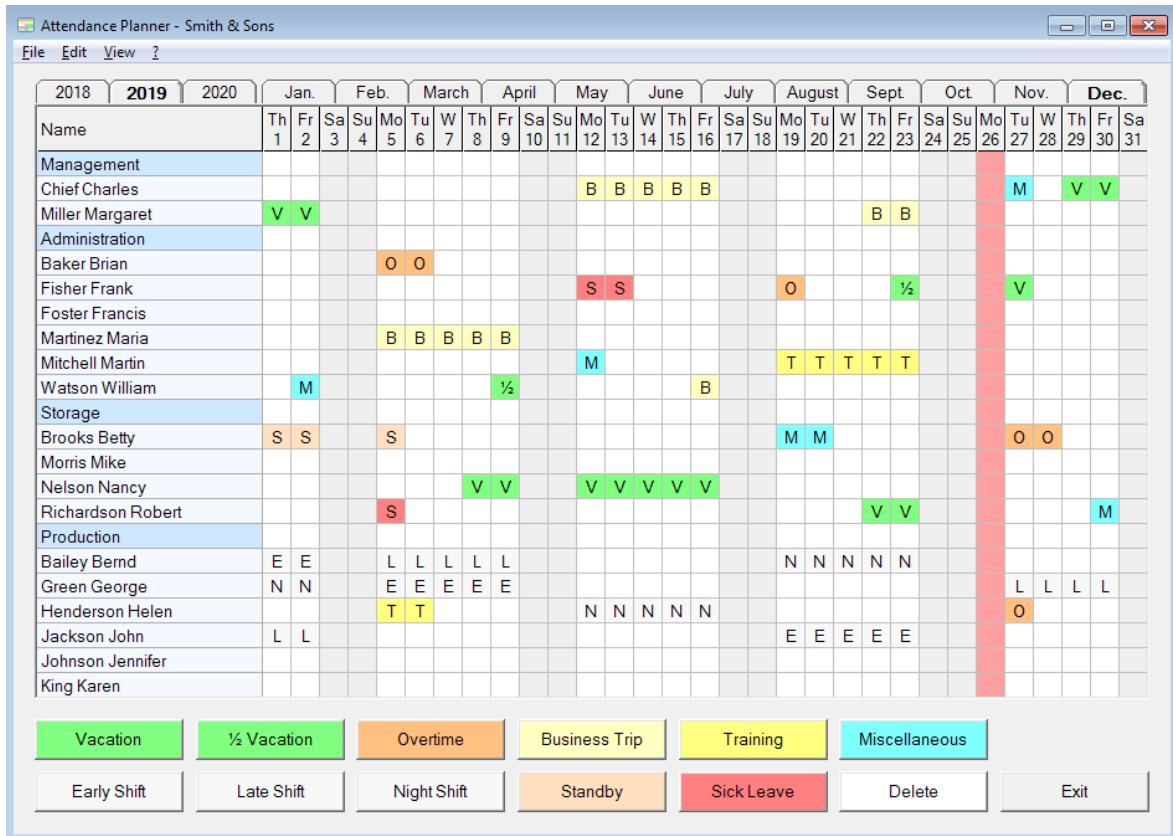 Attendance Planner - Smith & Sons
File Edit View ?
2018 2019 2020 Jan. Feb. March April May June July August Sept. Oct. Nov. Dec.
Name Th Fr Sa Su Mo Tu W Th Fr Sa Su Mo Tu W Th Fr Sa Su Mo Tu W Th Fr Sa Su Mo Tu W Th Fr Sa
1 2 3 4 5 6 7 8 9 10 11 12 13 14 15 16 17 18 19 20 21 22 23 24 25 26 27 28 29 30 31
Management
Chief Charles B B B B B M V V
Miller Margaret V V B B
Administration
Baker Brian O O
Fisher Frank S S O ½ V
Foster Francis
Martinez Maria B B B B B
Mitchell Martin M T T T T T
Watson William M ½ B
Storage
Brooks Betty S S S M M O O
Morris Mike
Nelson Nancy V V V V V V V
Richardson Robert S V V M
Production
Bailey Bernd E E L L L L L N N N N N
Green George N N E E E E E L L L L
Henderson Helen T T N N N N N O
Jackson John L L E E E E E
Johnson Jennifer
King Karen
Vacation ½ Vacation Overtime Business Trip Training Miscellaneous
Early Shift Late Shift Night Shift Standby Sick Leave Delete Exit